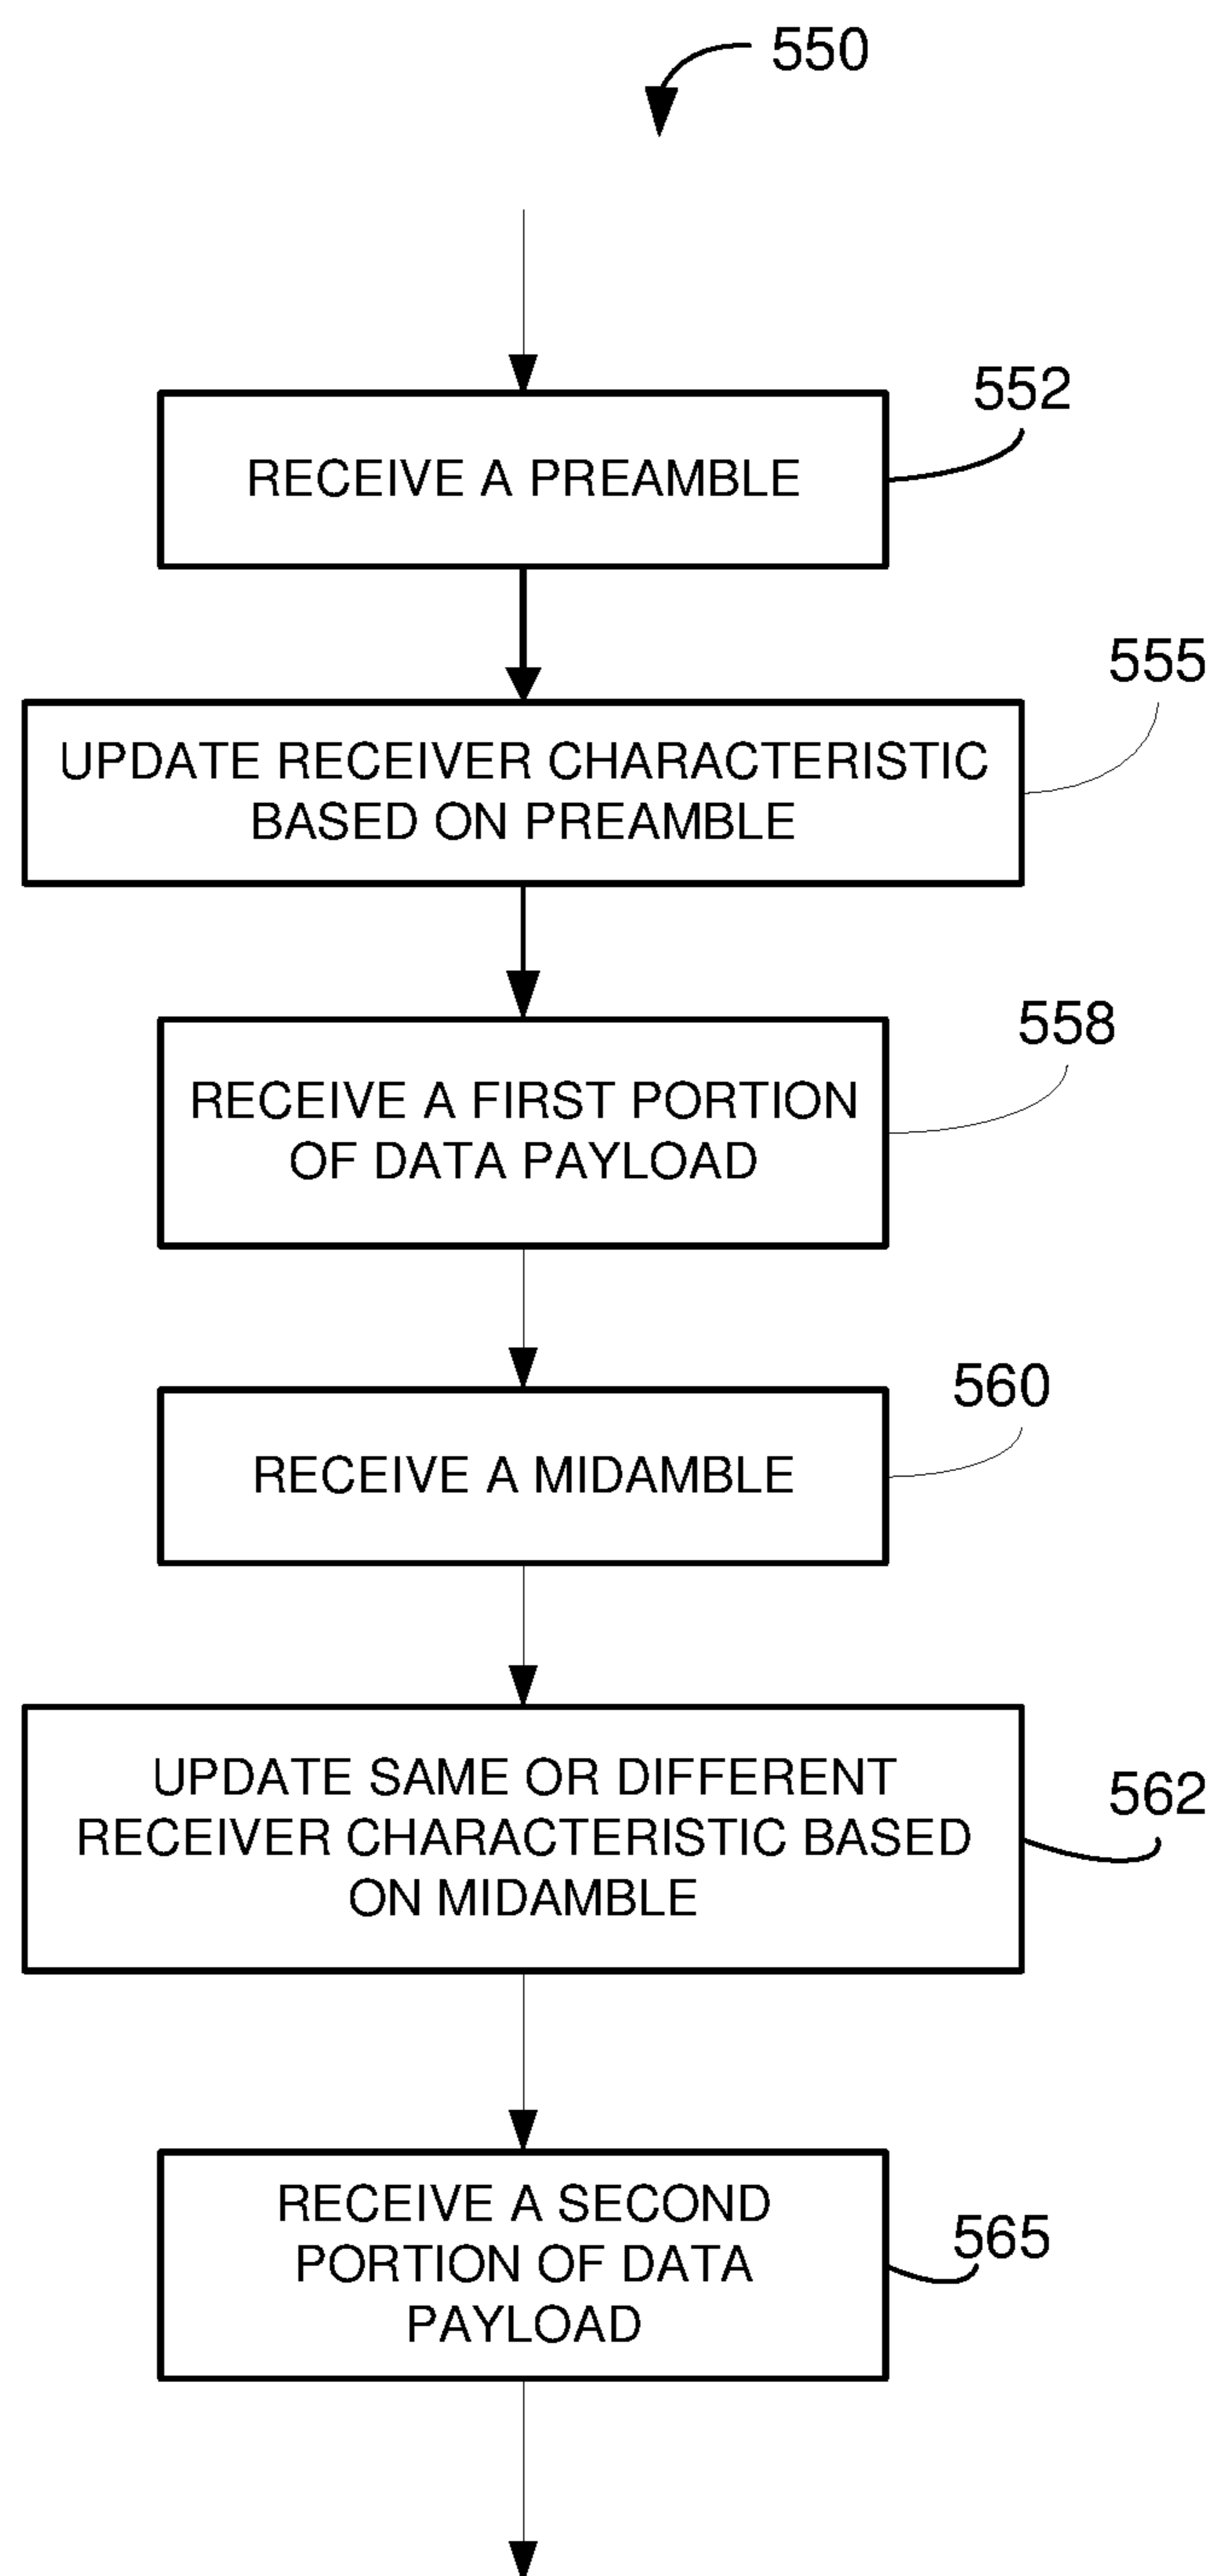 550
552
RECEIVE A PREAMBLE
555
UPDATE RECEIVER CHARACTERISTIC
BASED ON PREAMBLE
558
RECEIVE A FIRST PORTION
OF DATA PAYLOAD
560
RECEIVE A MIDAMBLE
562
UPDATE SAME OR DIFFERENT
RECEIVER CHARACTERISTIC BASED
ON MIDAMBLE
565
RECEIVE A SECOND
PORTION OF DATA
PAYLOAD